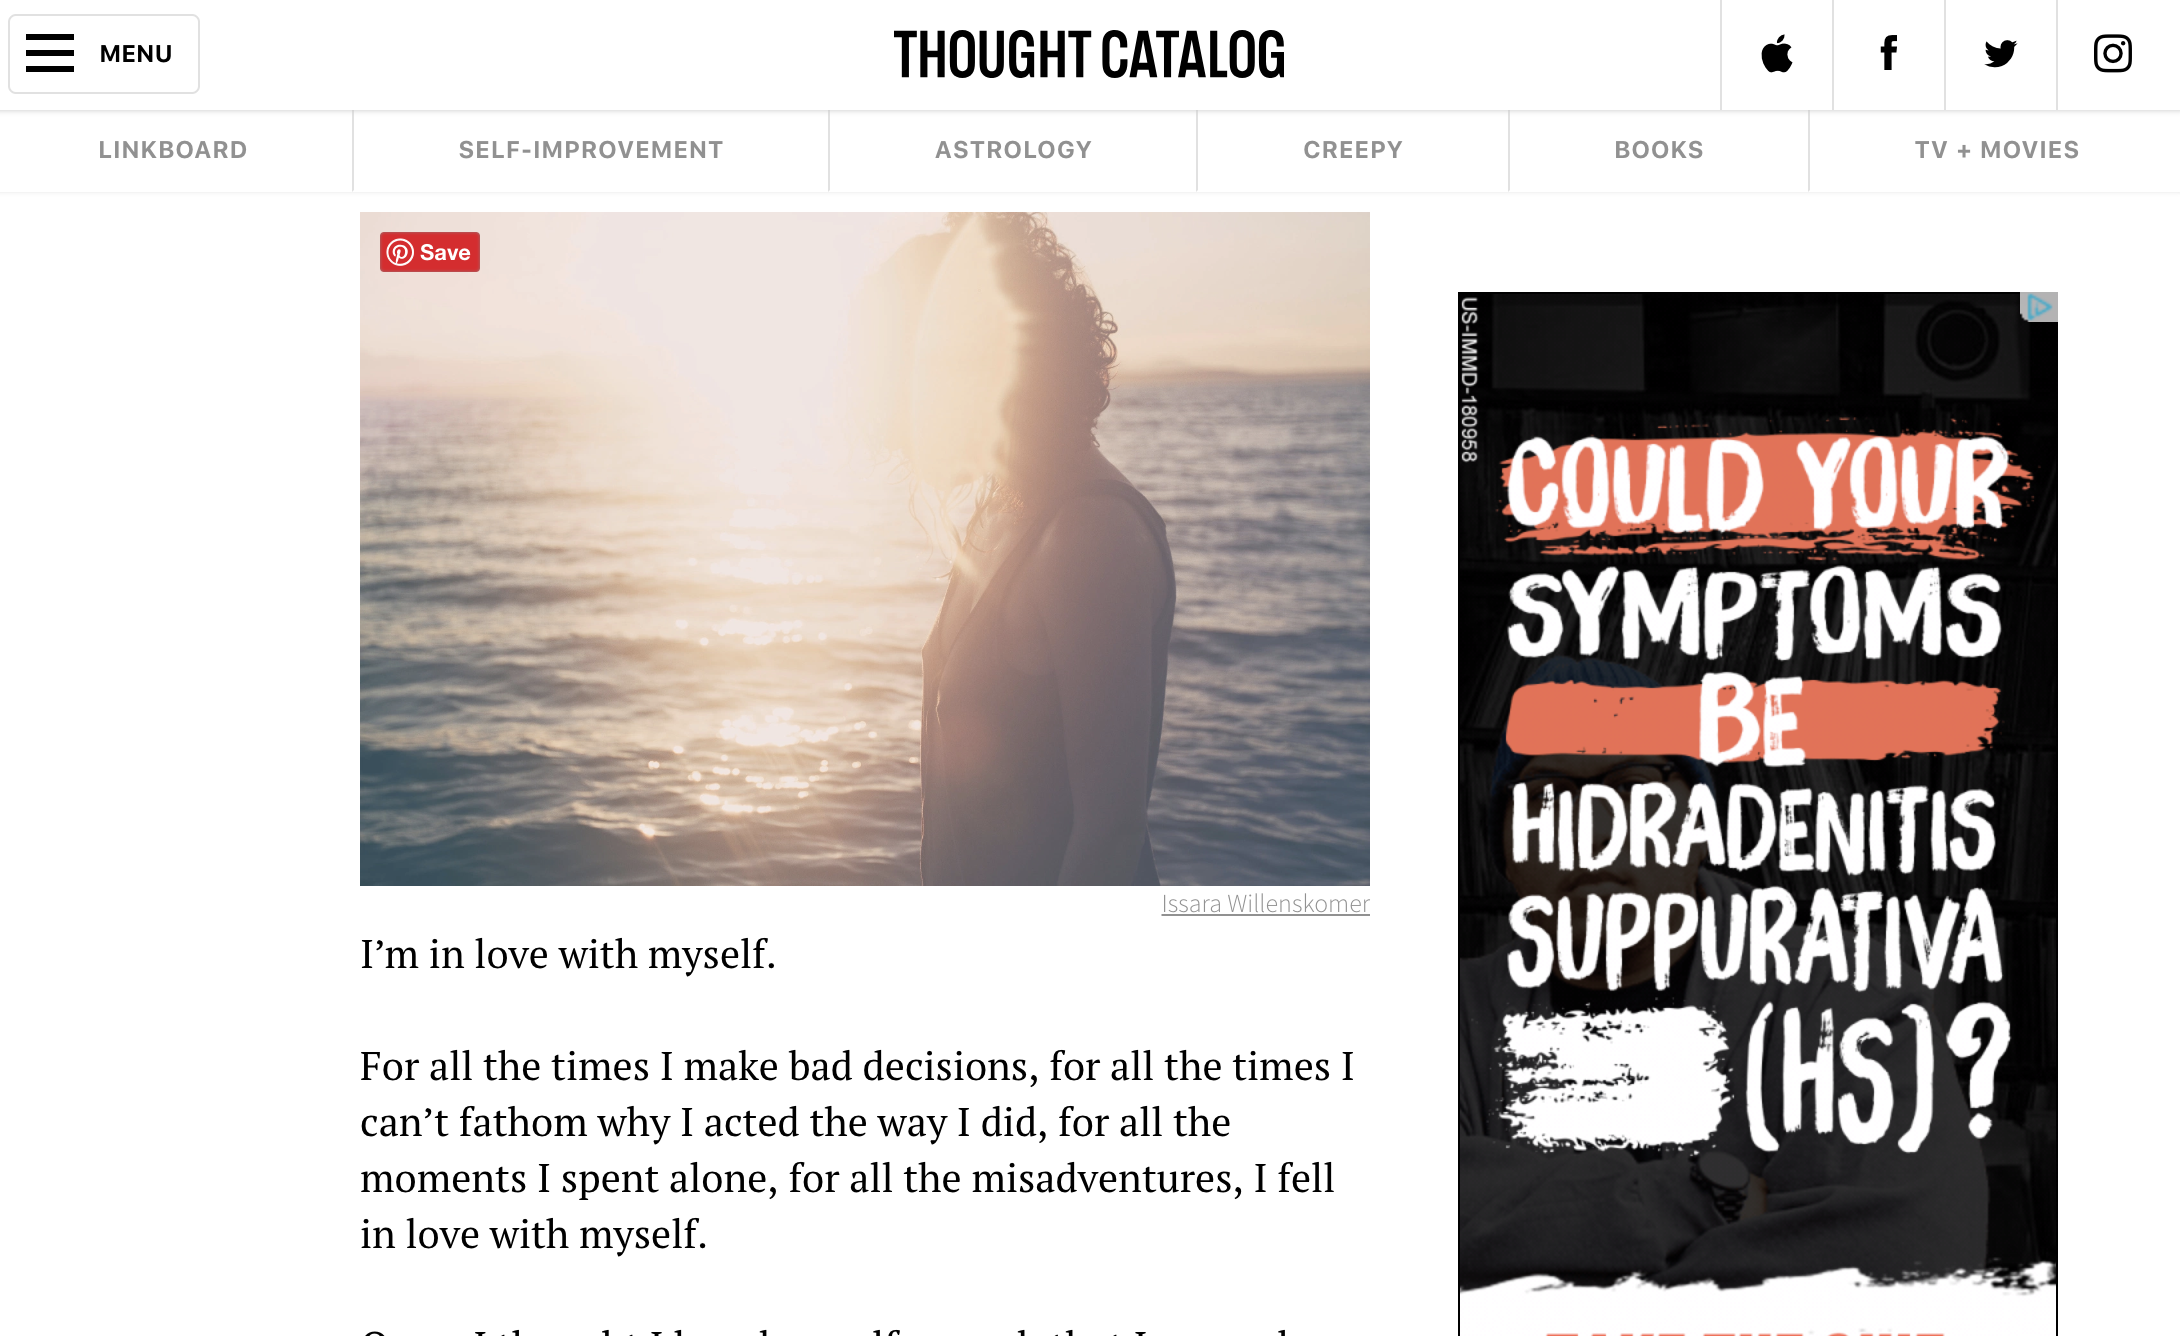 MENU
THOUGHT CATALOG
f
LINKBOARD
SELF-IMPROVEMENT
ASTROLOGY
CREEPY
BOOKS
TV + MOVIES
Save
Issara Willenskomer
I’m in love with myself.
For all the times I make bad decisions, for all the times I
can’t fathom why I acted the way I did, for all the
moments I spent alone, for all the misadventures, I fell
in love with myself.
US-IMMD-180958
COULD YOUR
SYMPTOMS
BE
HIDRADENITIS
SUPPURATIVA
(HS)?